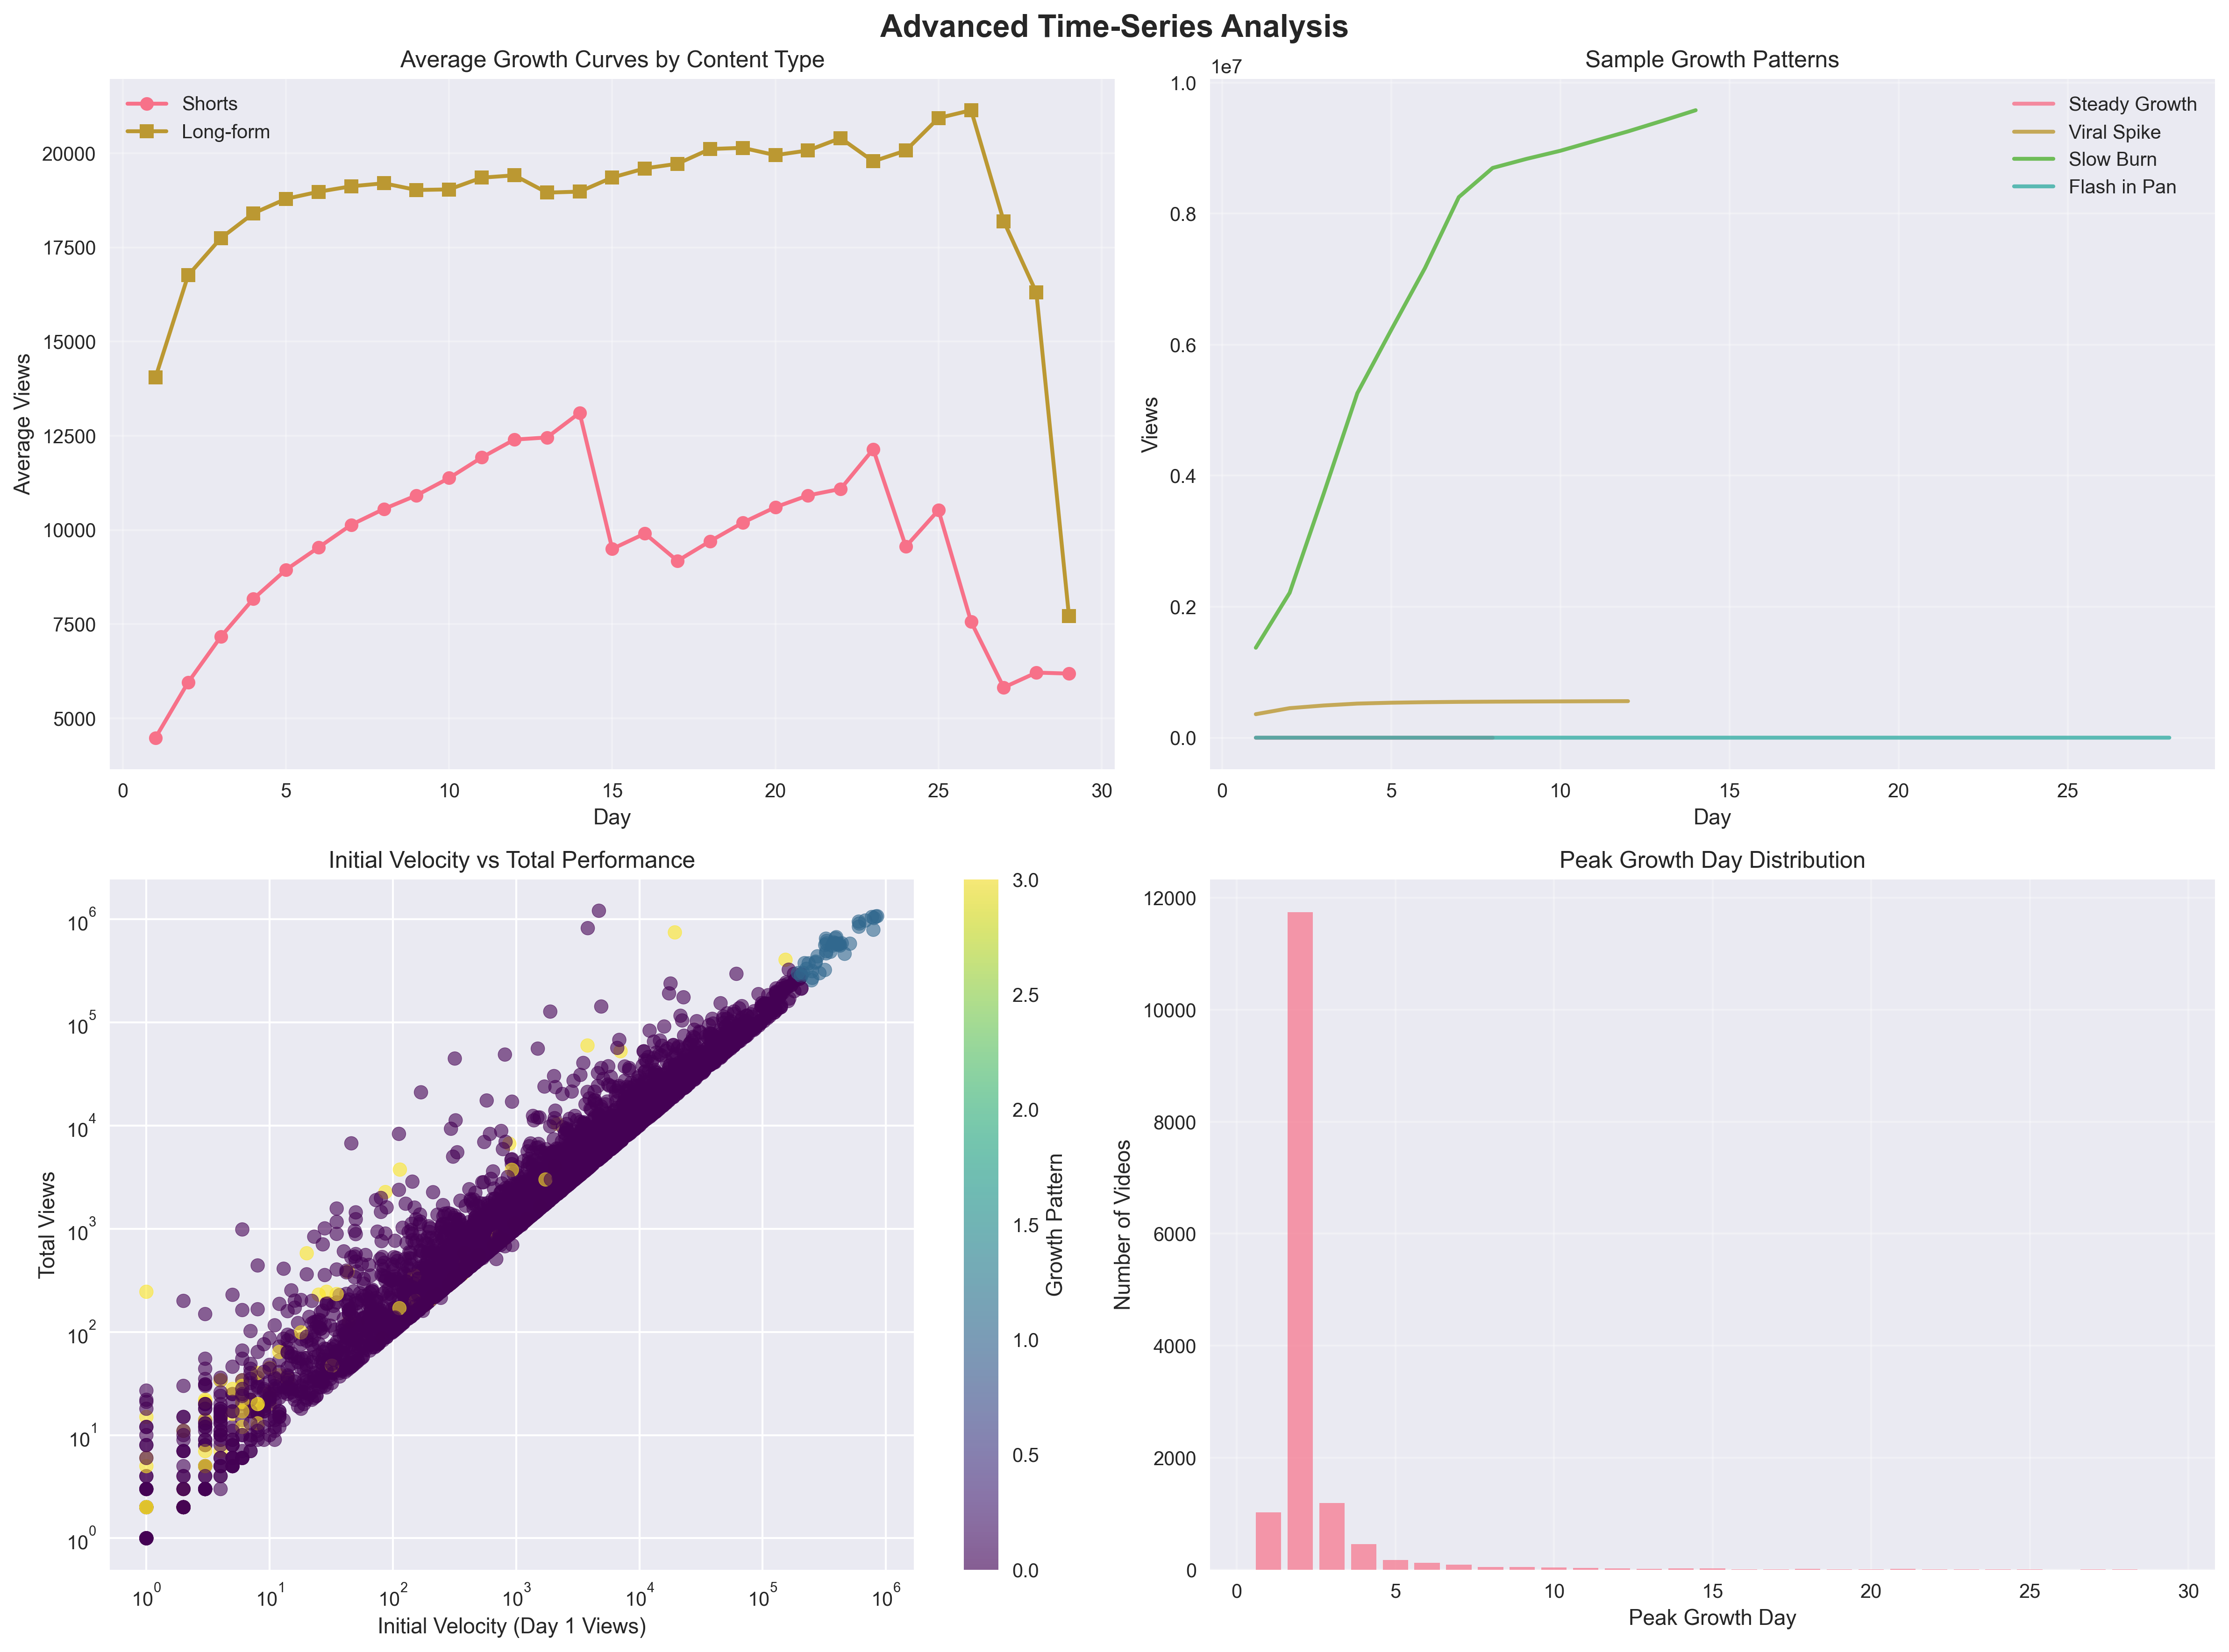 Advanced Time-Series Analysis
Average Growth Curves by Content Type
Shorts
Long-form
20000
17500
15000
12500
10000
7500
5000
Average Views
0 5 10 15 20 25 30
Day
Sample Growth Patterns
1e7
Steady Growth
Viral Spike
Slow Burn
Flash in Pan
1.0
0.8
0.6
0.4
0.2
0.0
Views
0 5 10 15 20 25
Day
Initial Velocity vs Total Performance
10^6
10^5
10^4
10^3
10^2
10^1
10^0
Total Views
10^0 10^1 10^2 10^3 10^4 10^5 10^6
Initial Velocity (Day 1 Views)
3.0
2.5
2.0
1.5
1.0
0.5
0.0
Growth Pattern
Peak Growth Day Distribution
12000
10000
8000
6000
4000
2000
0
Number of Videos
0 5 10 15 20 25 30
Peak Growth Day